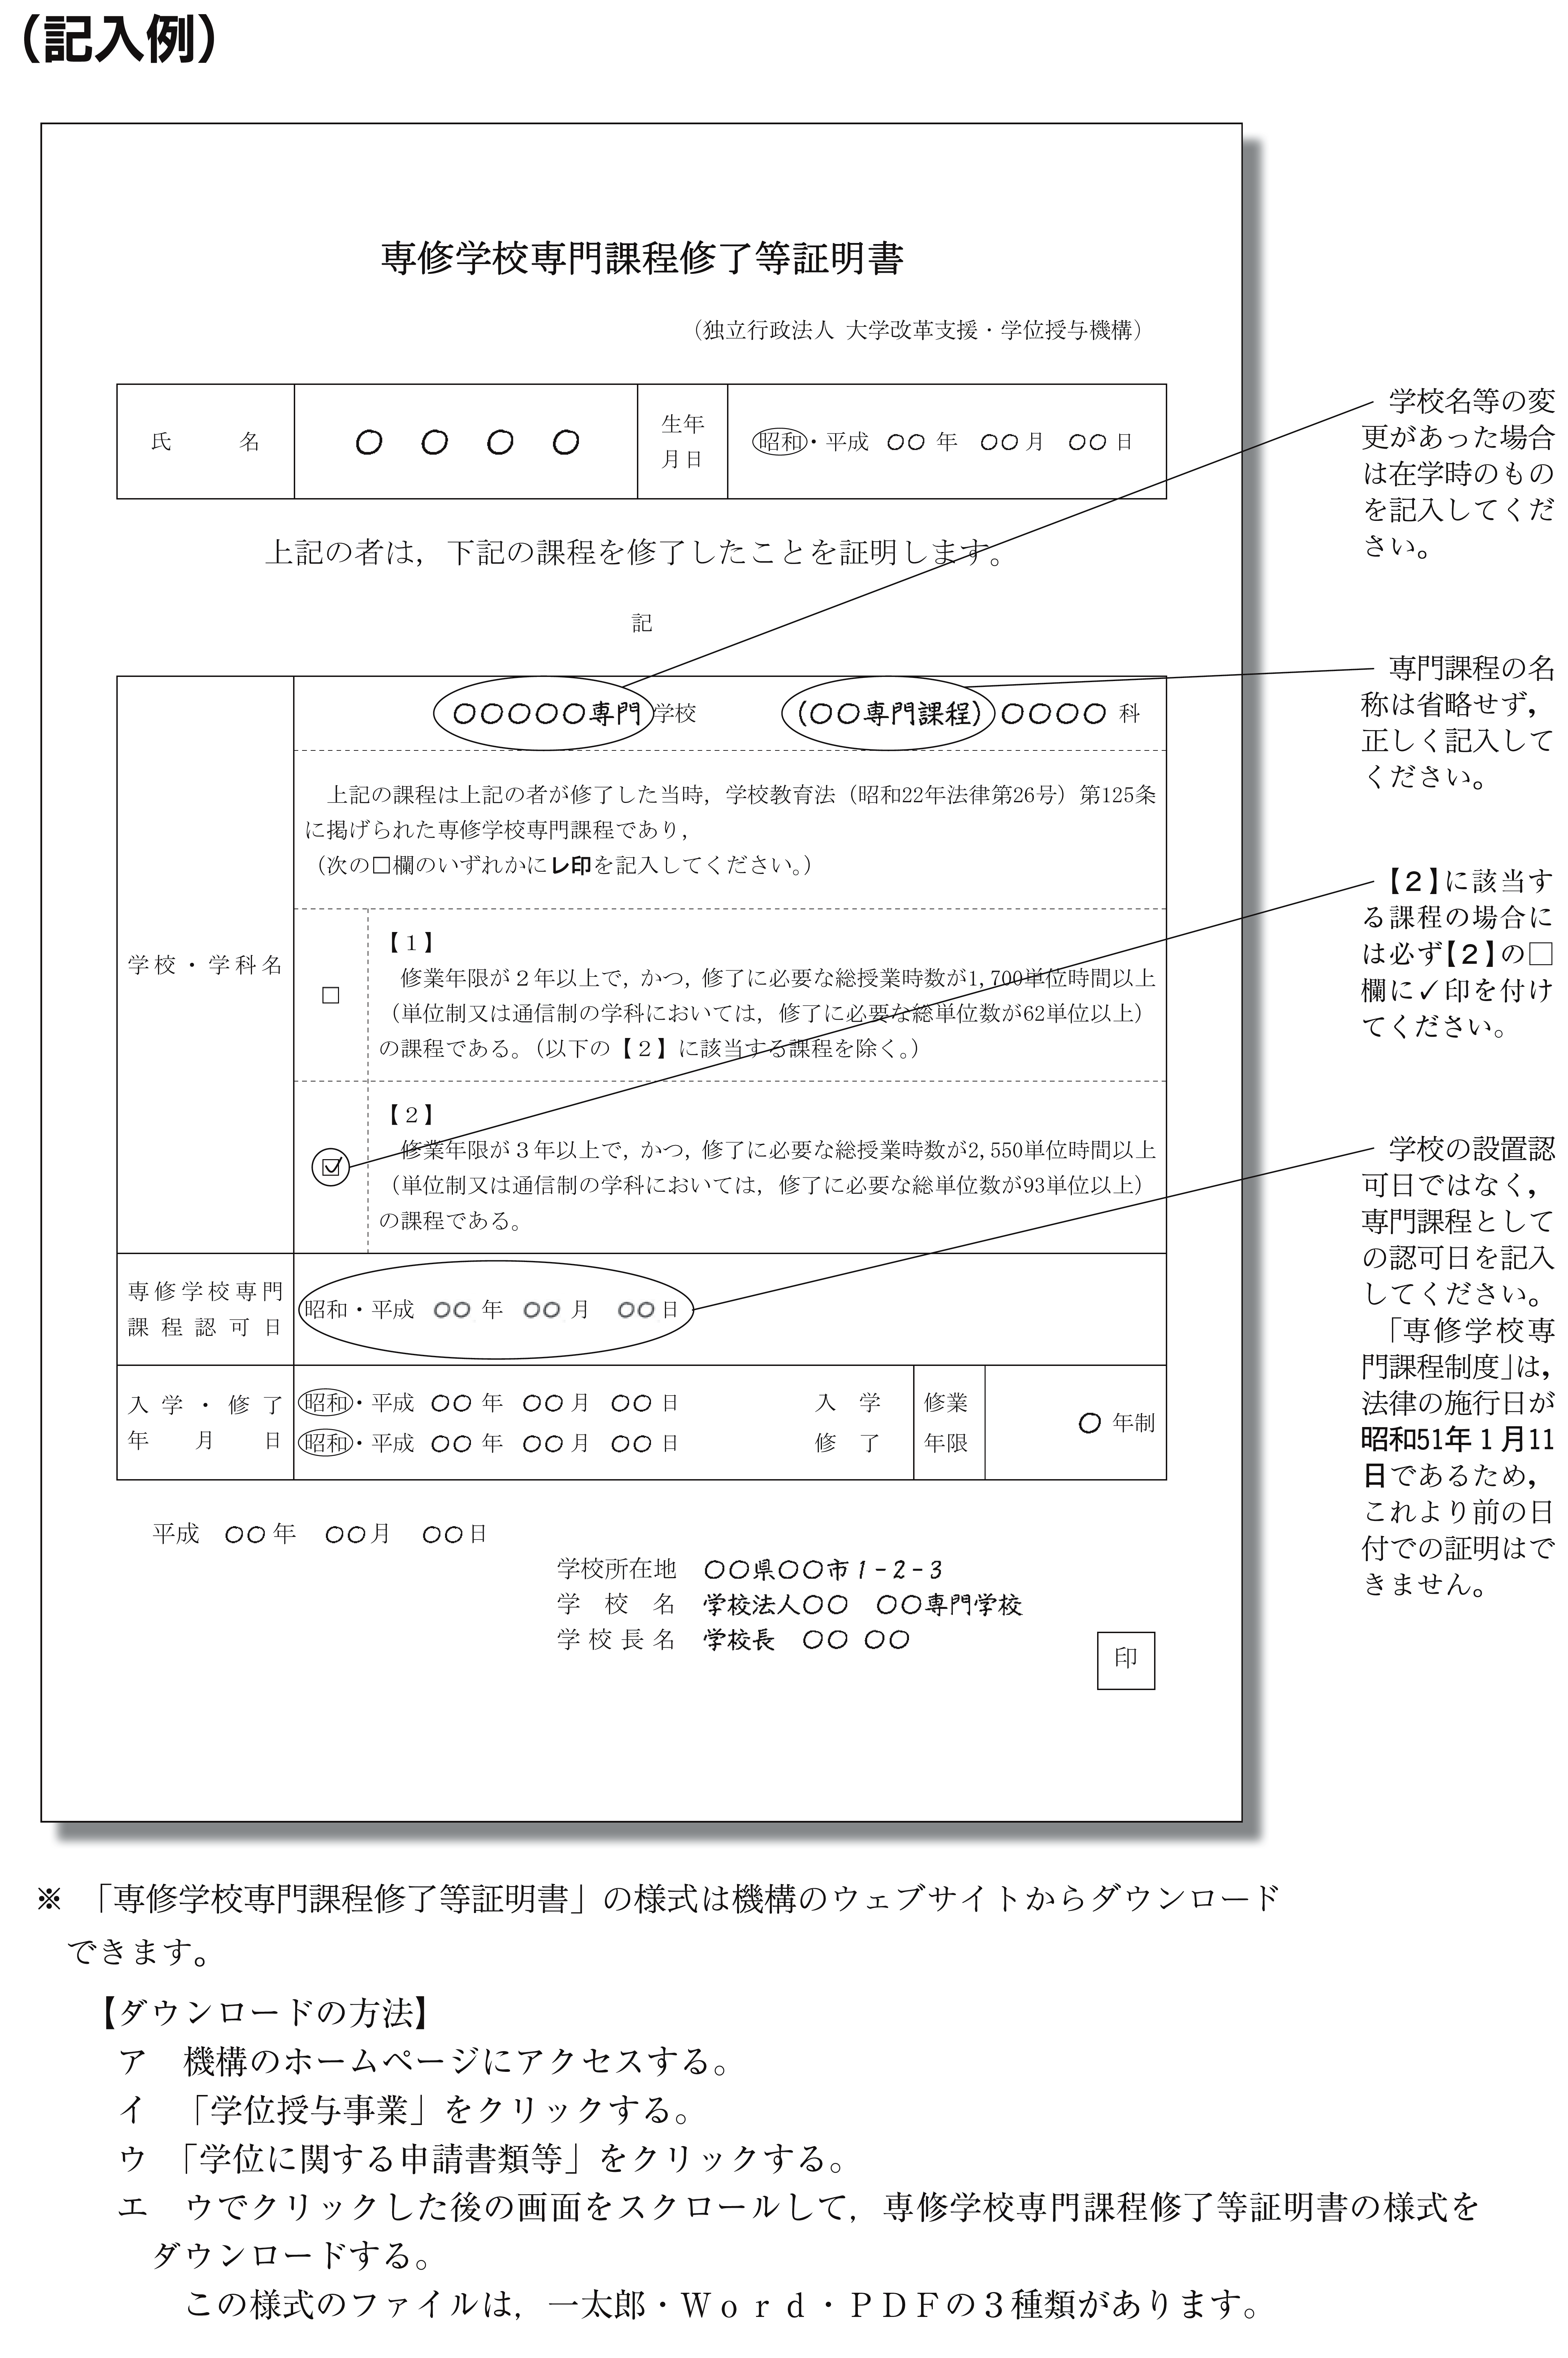 （記入例）
専修学校専門課程修了等証明書
（独立行政法人 大学改革支援・学位授与機構）
氏　　名
〇　〇　〇　〇
生年
月日
昭和・平成　〇〇 年　〇〇 月　〇〇 日
上記の者は，下記の課程を修了したことを証明します。
記
学校・学科名
〇〇〇〇〇専門学校　（〇〇専門課程）〇〇〇〇 科
上記の課程は上記の者が修了した当時，学校教育法（昭和22年法律第26号）第125条
に掲げられた専修学校専門課程であり，
（次の□欄のいずれかにレ印を記入してください。）
□
【１】
修業年限が２年以上で，かつ，修了に必要な総授業時数が1,700単位時間以上
（単位制又は通信制の学科においては，修了に必要な総単位数が62単位以上）
の課程である。（以下の【２】に該当する課程を除く。）
☑
【２】
修業年限が３年以上で，かつ，修了に必要な総授業時数が2,550単位時間以上
（単位制又は通信制の学科においては，修了に必要な総単位数が93単位以上）
の課程である。
専修学校専門
課程認可日
昭和・平成　〇〇 年　〇〇 月　〇〇 日
入学・修了
年　月　日
昭和・平成　〇〇 年　〇〇 月　〇〇 日　入　学
昭和・平成　〇〇 年　〇〇 月　〇〇 日　修　了
修業
年限
〇 年制
平成　〇〇 年　〇〇 月　〇〇 日
学校所在地　〇〇県〇〇市１−２−３
学　校　名　学校法人〇〇　〇〇専門学校
学校長名　学校長　〇〇 〇〇
印
学校名等の変
更があった場合
は在学時のもの
を記入してくだ
さい。
専門課程の名
称は省略せず，
正しく記入して
ください。
【２】に該当す
る課程の場合に
は必ず【２】の□
欄に✓印を付け
てください。
学校の設置認
可日ではなく，
専門課程として
の認可日を記入
してください。
「専修学校専
門課程制度」は，
法律の施行日が
昭和51年１月11
日であるため，
これより前の日
付での証明はで
きません。
※　「専修学校専門課程修了等証明書」の様式は機構のウェブサイトからダウンロード
できます。
【ダウンロードの方法】
ア　機構のホームページにアクセスする。
イ　「学位授与事業」をクリックする。
ウ　「学位に関する申請書類等」をクリックする。
エ　ウでクリックした後の画面をスクロールして，専修学校専門課程修了等証明書の様式を
ダウンロードする。
この様式のファイルは，一太郎・Ｗｏｒｄ・ＰＤＦの３種類があります。